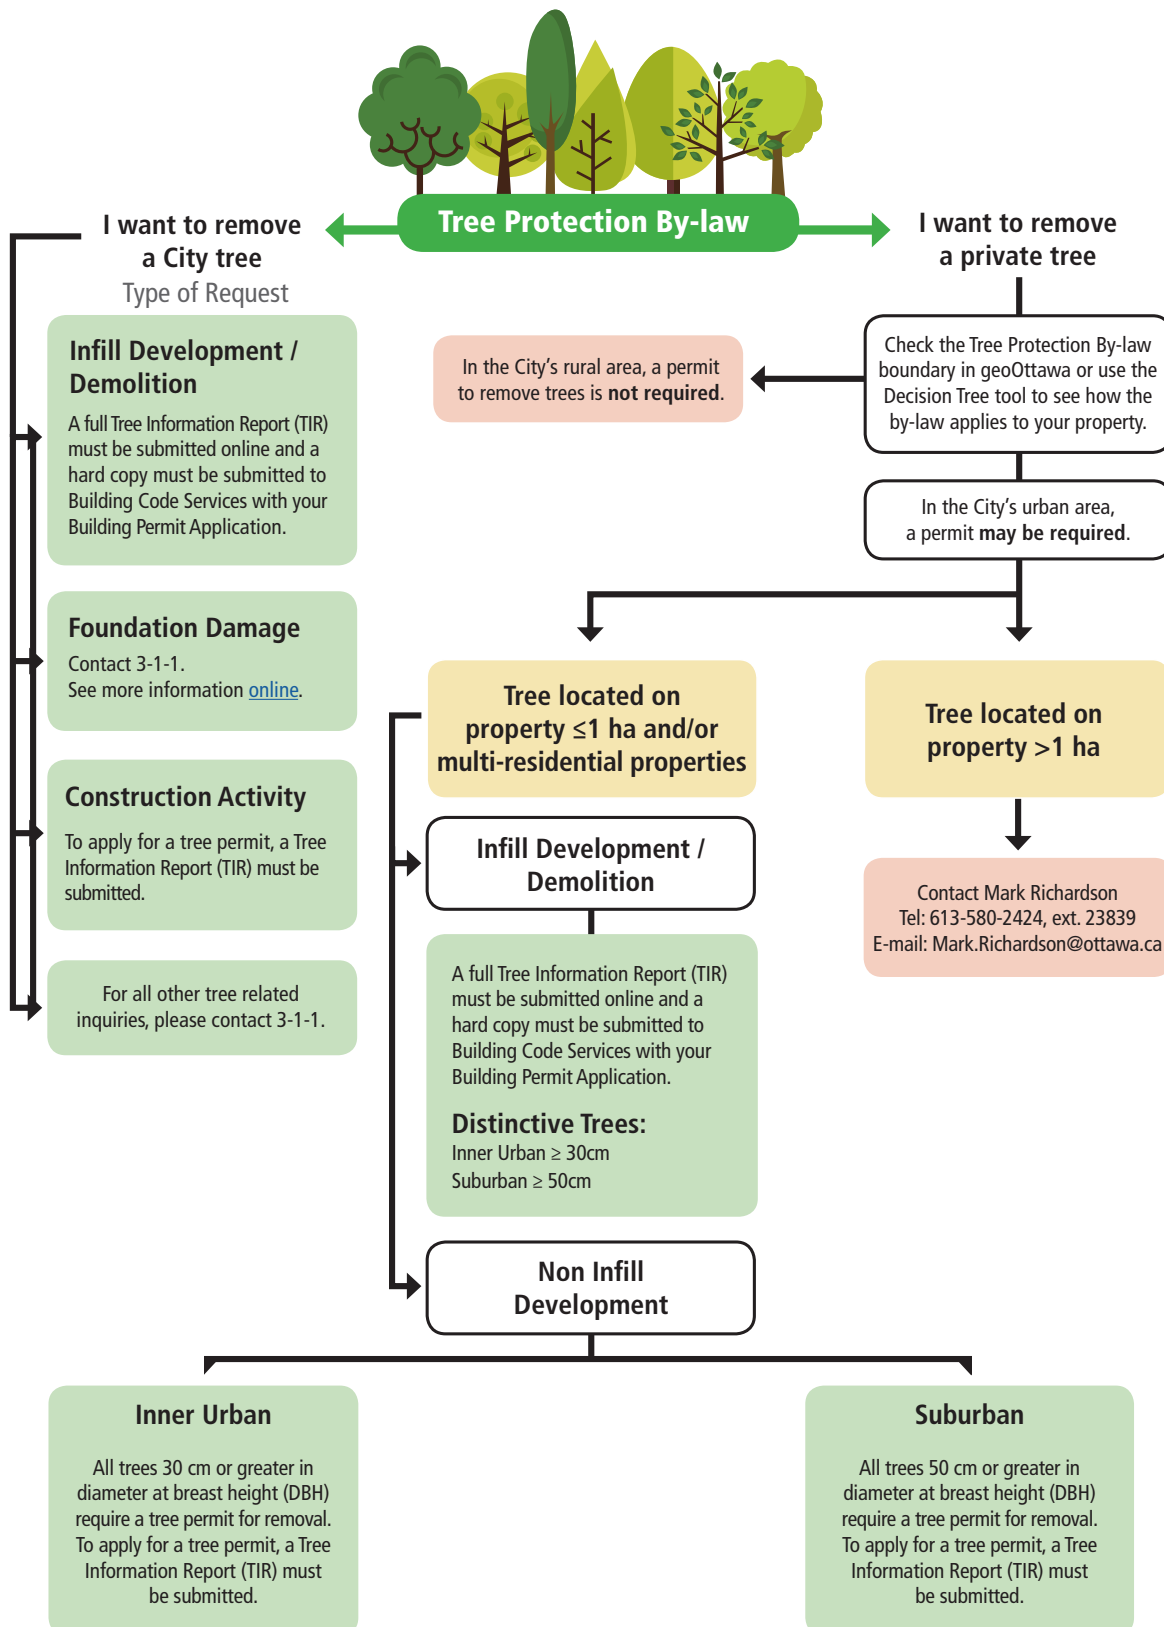 Tree Protection By-law
I want to remove
a City tree
Type of Request
Infill Development /
Demolition
A full Tree Information Report (TIR)
must be submitted online and a
hard copy must be submitted to
Building Code Services with your
Building Permit Application.
Foundation Damage
Contact 3-1-1.
See more information online.
Construction Activity
To apply for a tree permit, a Tree
Information Report (TIR) must be
submitted.
For all other tree related
inquiries, please contact 3-1-1.
I want to remove
a private tree
Check the Tree Protection By-law
boundary in geoOttawa or use the
Decision Tree tool to see how the
by-law applies to your property.
In the City's rural area, a permit
to remove trees is not required.
In the City's urban area,
a permit may be required.
Tree located on
property ≤1 ha and/or
multi-residential properties
Infill Development /
Demolition
A full Tree Information Report (TIR)
must be submitted online and a
hard copy must be submitted to
Building Code Services with your
Building Permit Application.
Distinctive Trees:
Inner Urban ≥ 30cm
Suburban ≥ 50cm
Tree located on
property >1 ha
Contact Mark Richardson
Tel: 613-580-2424, ext. 23839
E-mail: Mark.Richardson@ottawa.ca
Non Infill
Development
Inner Urban
All trees 30 cm or greater in
diameter at breast height (DBH)
require a tree permit for removal.
To apply for a tree permit, a Tree
Information Report (TIR) must
be submitted.
Suburban
All trees 50 cm or greater in
diameter at breast height (DBH)
require a tree permit for removal.
To apply for a tree permit, a Tree
Information Report (TIR) must
be submitted.